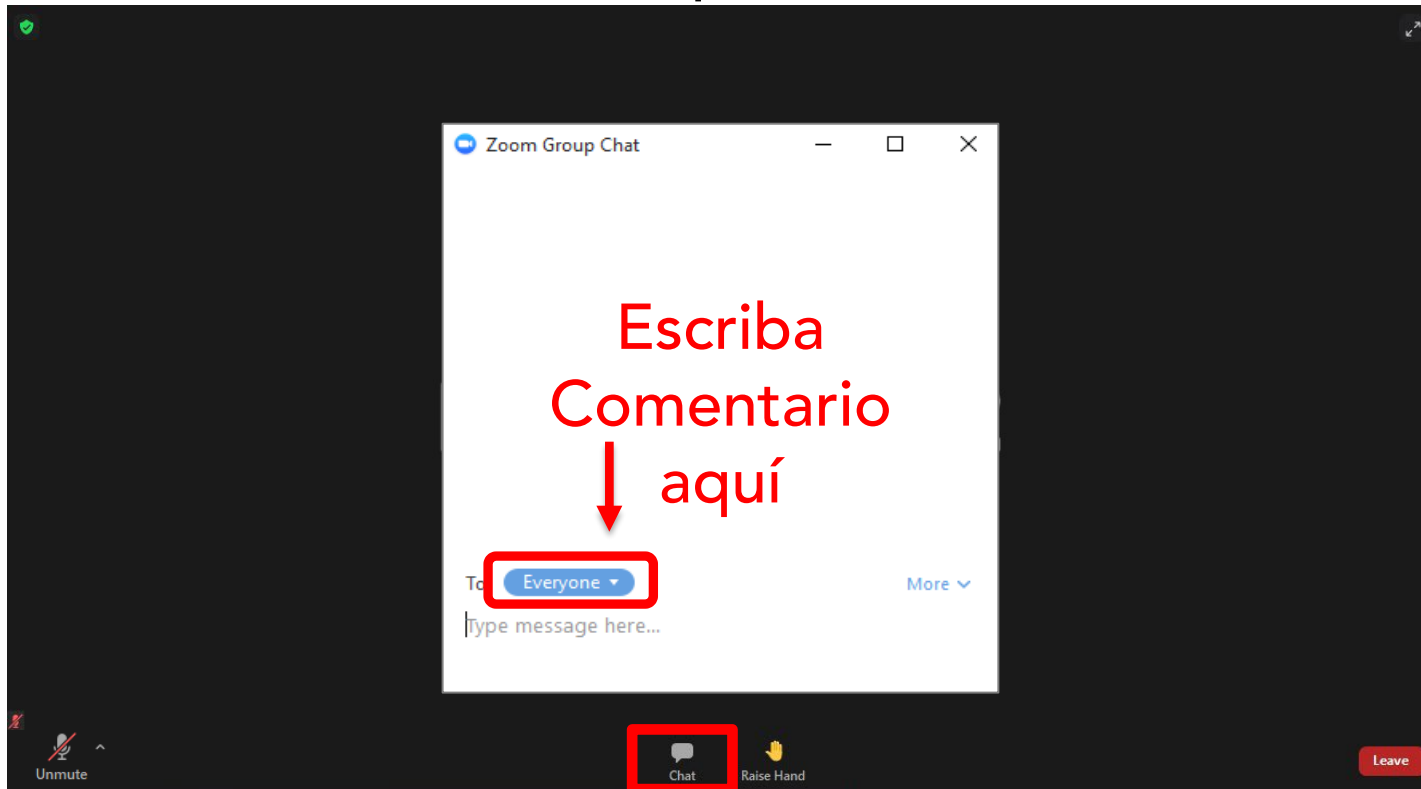 Zoom Group Chat
Escriba
Comentario
aquí
To
Everyone
More
Type message here...
Unmute
Chat
Raise Hand
Leave